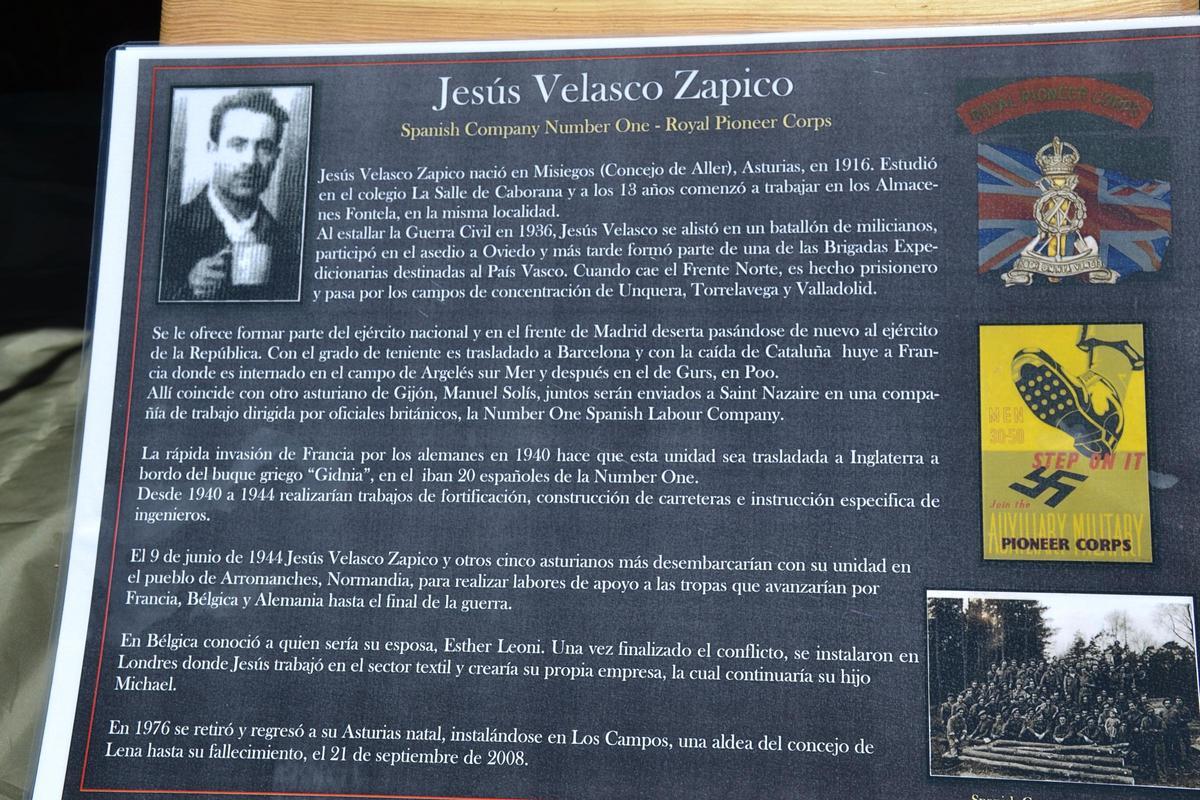 Jesús Velasco Zapico
Spanish Company Number One - Royal Pioneer Corps
Jesús Velasco Zapico nació en Misiegos (Concejo de Aller), Asturias, en 1916. Estudió
en el colegio La Salle de Caborana y a los 13 años comenzó a trabajar en los Almace-
nes Fontela, en la misma localidad.
Al estallar la Guerra Civil en 1936, Jesús Velasco se alistó en un batallón de milicianos,
participó en el asedio a Oviedo y más tarde formó parte de una de las Brigadas Expe-
dicionarias destinadas al País Vasco. Cuando cae el Frente Norte, es hecho prisionero
y pasa por los campos de concentración de Unquera, Torrelavega y Valladolid.
Se le ofrece formar parte del ejército nacional y en el frente de Madrid deserta pasándose de nuevo al ejército
de la República. Con el grado de teniente es trasladado a Barcelona y con la caída de Cataluña huye a Fran-
cia donde es internado en el campo de Argelés sur Mer y después en el de Gurs, en Poo.
Allí coincide con otro asturiano de Gijón, Manuel Solís, juntos serán enviados a Saint Nazaire en una compa-
ñía de trabajo dirigida por oficiales británicos, la Number One Spanish Labour Company.
La rápida invasión de Francia por los alemanes en 1940 hace que esta unidad sea trasladada a Inglaterra a
bordo del buque griego “Gidnia”, en el iban 20 españoles de la Number One.
Desde 1940 a 1944 realizarían trabajos de fortificación, construcción de carreteras e instrucción especifica de
ingenieros.
El 9 de junio de 1944 Jesús Velasco Zapico y otros cinco asturianos más desembarcarían con su unidad en
el pueblo de Arromanches, Normandia, para realizar labores de apoyo a las tropas que avanzarían por
Francia, Bélgica y Alemania hasta el final de la guerra.
En Bélgica conoció a quien sería su esposa, Esther Leoni. Una vez finalizado el conflicto, se instalaron en
Londres donde Jesús trabajó en el sector textil y crearía su propia empresa, la cual continuaría su hijo
Michael.
En 1976 se retiró y regresó a su Asturias natal, instalándose en Los Campos, una aldea del concejo de
Lena hasta su fallecimiento, el 21 de septiembre de 2008.
ROYAL PIONEER CORPS
MEN
30-50
STEP ON IT
Join the
AUXILIARY MILITARY
PIONEER CORPS